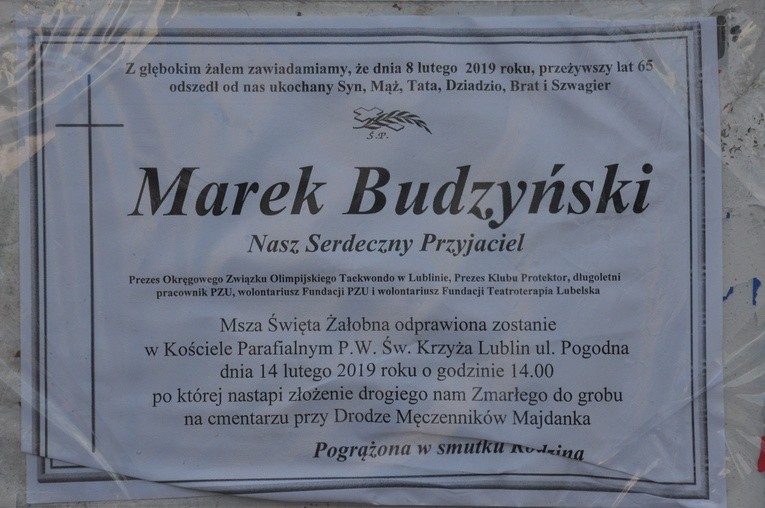 Z głębokim żalem zawiadamiamy, że dnia 8 lutego 2019 roku, przeżywszy lat 65
odszedł od nas ukochany Syn, Mąż, Tata, Dziadzio, Brat i Szwagier
Ś.P.
Marek Budzyński
Nasz Serdeczny Przyjaciel
Prezes Okręgowego Związku Olimpijskiego Taekwondo w Lublinie, Prezes Klubu Protektor, długoletni
pracownik PZU, wolontariusz Fundacji PZU i wolontariusz Fundacji Teatroterapia Lubelska
Msza Święta Żałobna odprawiona zostanie
w Kościele Parafialnym P.W. Św. Krzyża Lublin ul. Pogodna
dnia 14 lutego 2019 roku o godzinie 14.00
po której nastapi złożenie drogiego nam Zmarłego do grobu
na cmentarzu przy Drodze Męczenników Majdanka
Pogrążona w smutku Rodzina